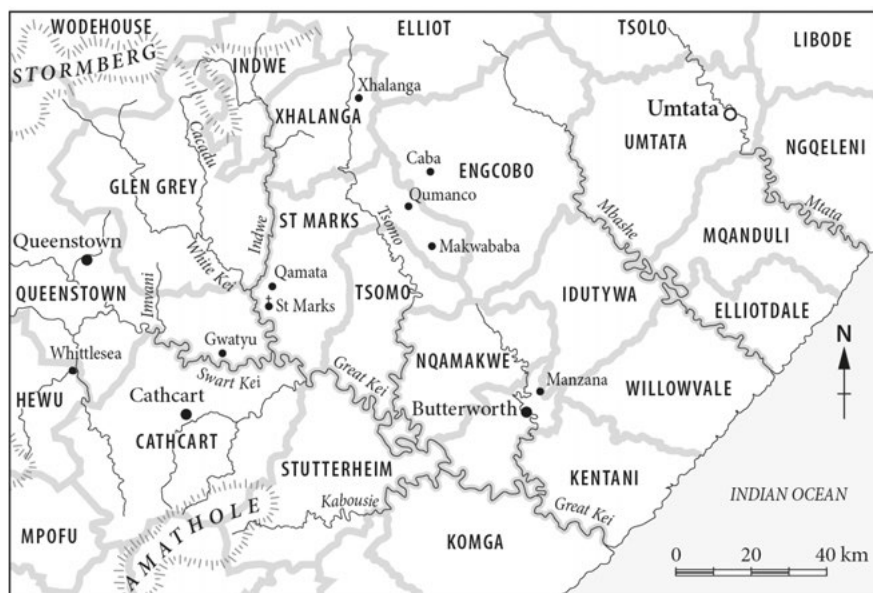 WODEHOUSE
ELLIOT
TSOLO
LIBODE
STORMBERG
INDWE
Xhalanga
XHALANGA
Umtata
UMTATA
NGQELENI
Cacadu
Caba
ENGCOBO
GLEN GREY
Qumanco
ST MARKS
Tsomo
Mbashe
Mtata
Queenstown
White Kei
Indwe
Makwababa
MQANDULI
QUEENSTOWN
Imvani
Qamata
St Marks
TSOMO
IDUTYWA
ELLIOTDALE
Whittlesea
Gwatyu
Swart Kei
Great Kei
NQAMAKWE
Manzana
WILLOWVALE
N
HEWU
Cathcart
CATHCART
Butterworth
STUTTERHEIM
KENTANI
Kabousie
Great Kei
INDIAN OCEAN
MPOFU
AMATHOLE
KOMGA
0 20 40 km